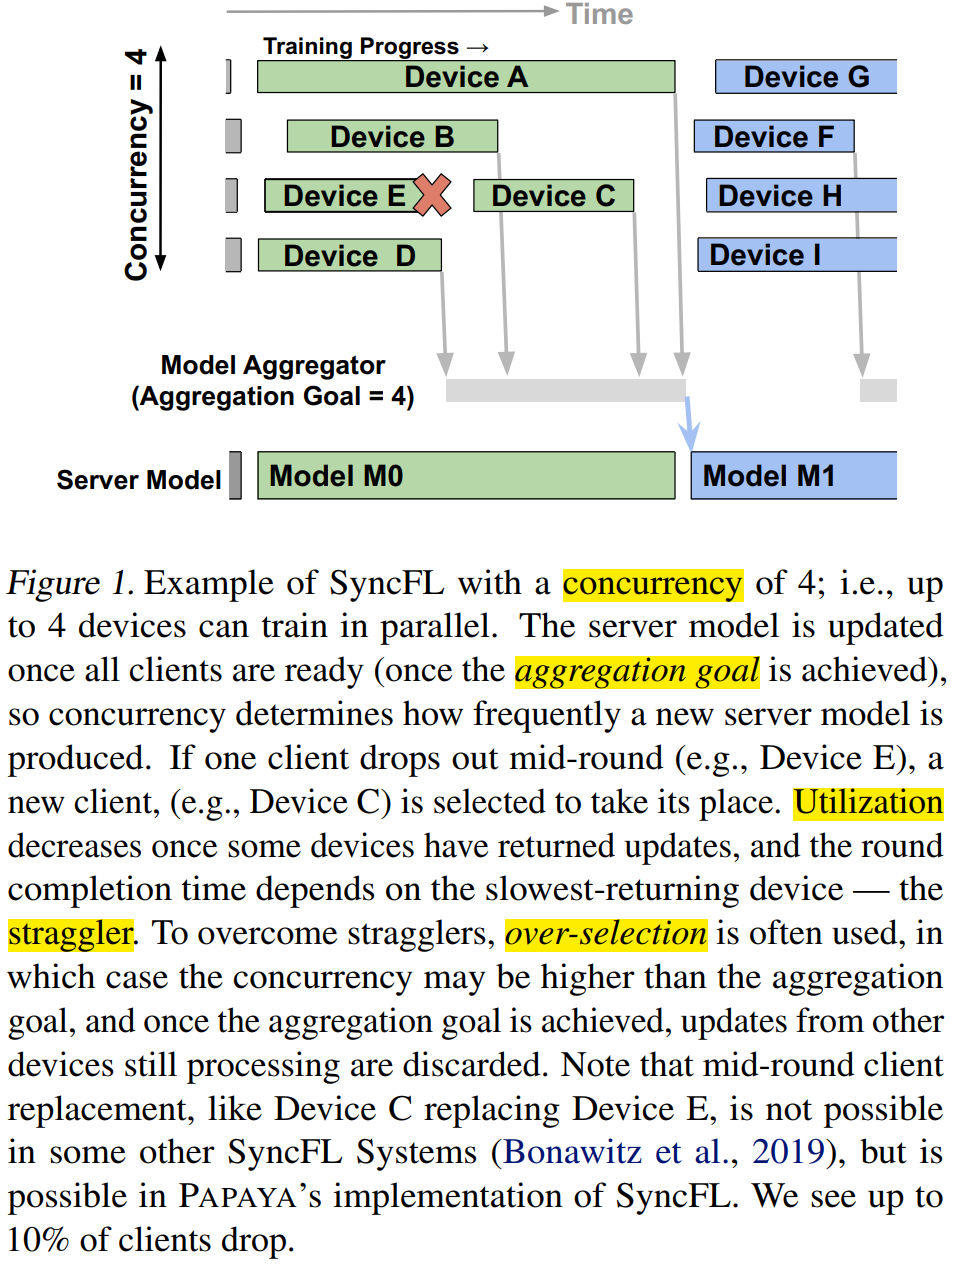 Time
Training Progress →
Concurrency = 4
Device A
Device G
Device B
Device F
Device E
Device C
Device H
Device D
Device I
Model Aggregator
(Aggregation Goal = 4)
Server Model
Model M0
Model M1
Figure 1. Example of SyncFL with a concurrency of 4; i.e., up
to 4 devices can train in parallel. The server model is updated
once all clients are ready (once the aggregation goal is achieved),
so concurrency determines how frequently a new server model is
produced. If one client drops out mid-round (e.g., Device E), a
new client, (e.g., Device C) is selected to take its place. Utilization
decreases once some devices have returned updates, and the round
completion time depends on the slowest-returning device — the
straggler. To overcome stragglers, over-selection is often used, in
which case the concurrency may be higher than the aggregation
goal, and once the aggregation goal is achieved, updates from other
devices still processing are discarded. Note that mid-round client
replacement, like Device C replacing Device E, is not possible
in some other SyncFL Systems (Bonawitz et al., 2019), but is
possible in PAPAYA's implementation of SyncFL. We see up to
10% of clients drop.